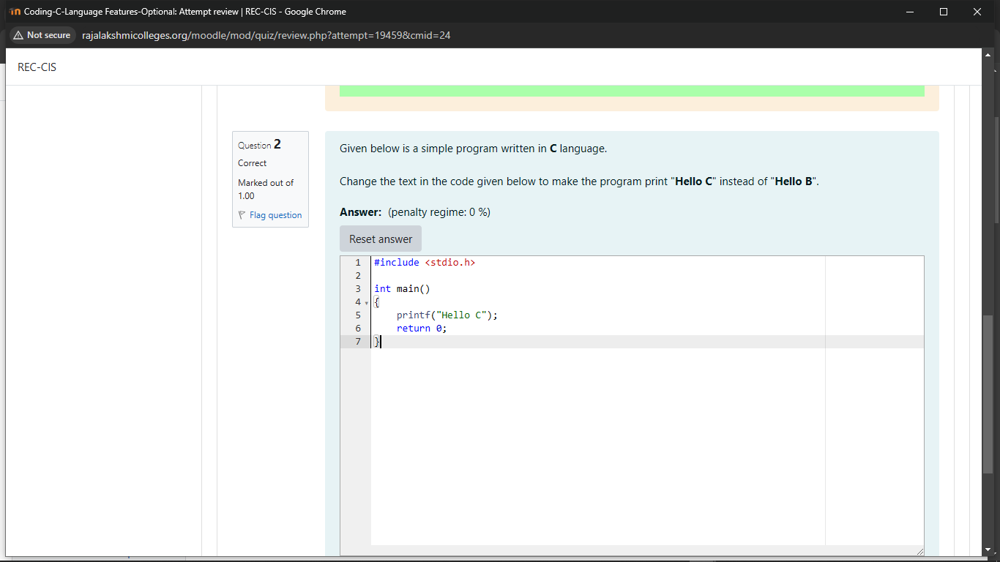 Coding-C-Language Features-Optional: Attempt review | REC-CIS - Google Chrome
Not secure rajalakshmicolleges.org/moodle/mod/quiz/review.php?attempt=19459&cmid=24
REC-CIS
Question 2
Correct
Marked out of
1.00
Flag question
Given below is a simple program written in C language.
Change the text in the code given below to make the program print "Hello C" instead of "Hello B".
Answer: (penalty regime: 0 %)
Reset answer
1 #include <stdio.h>
2
3 int main()
4 {
5 printf("Hello C");
6 return 0;
7 }